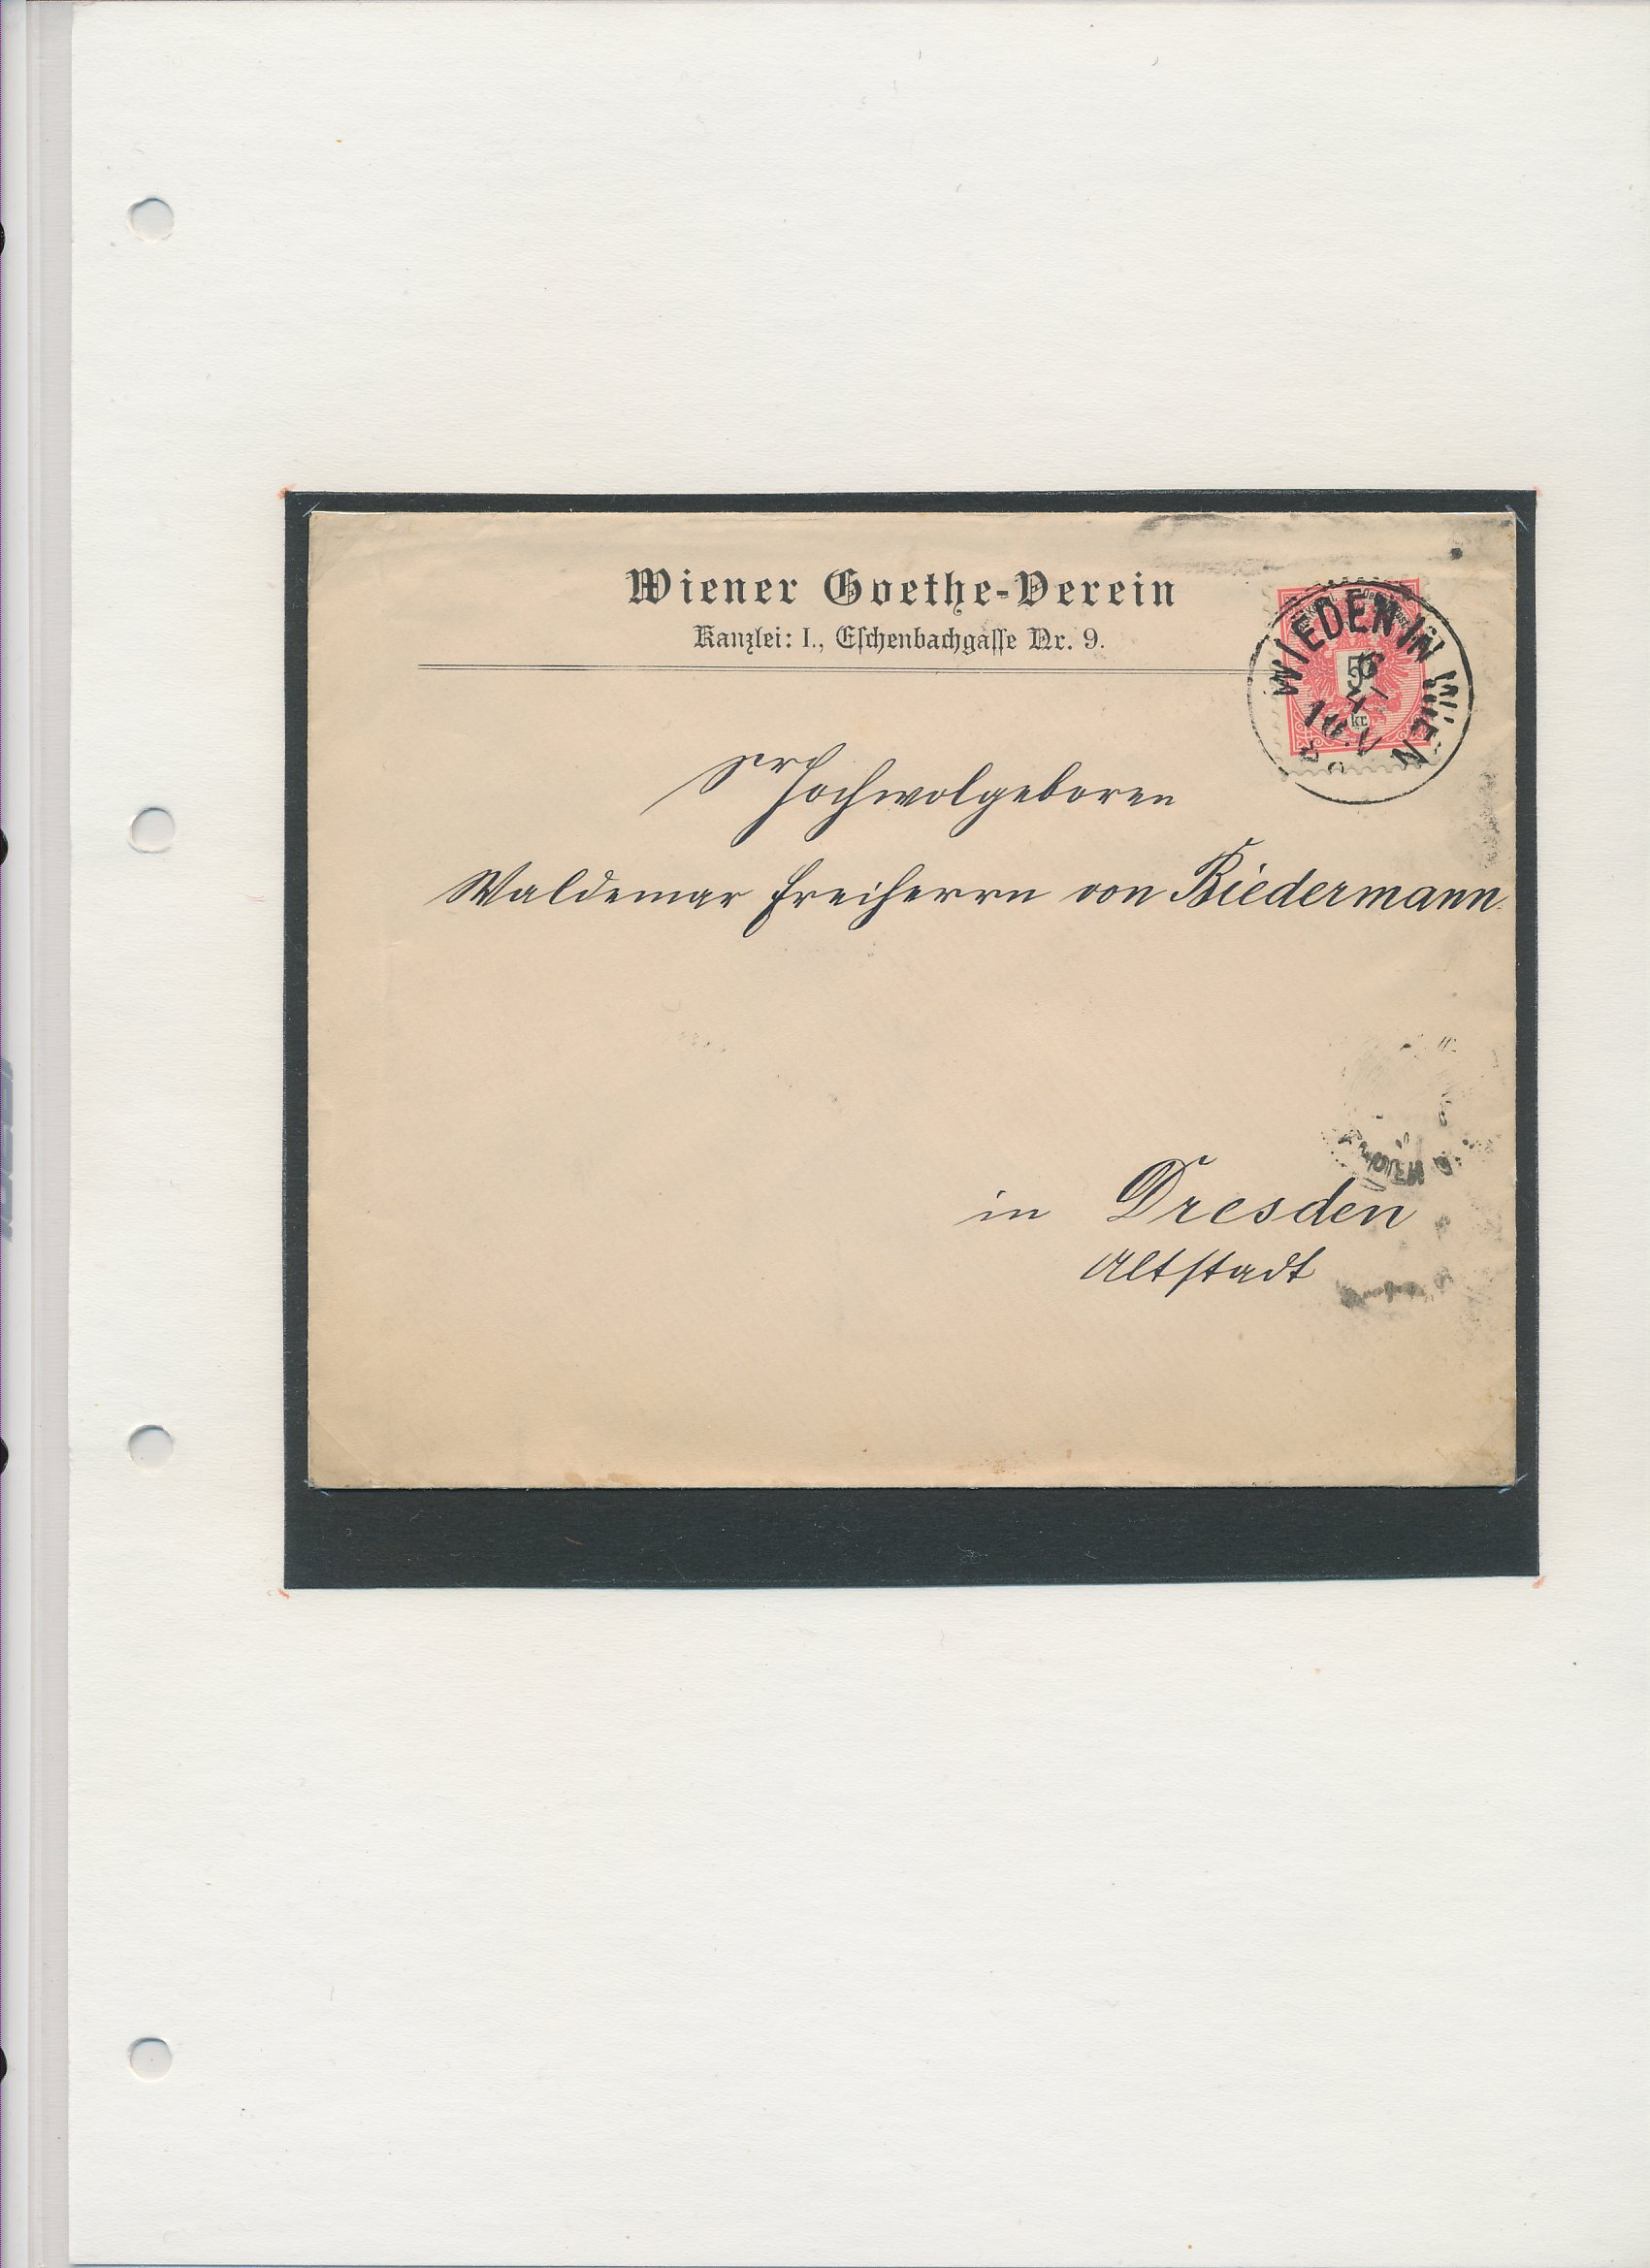 Wiener Goethe-Verein
Kanzlei: I., Eschenbachgasse Nr. 9.
WIEDEN IN WIEN
5
kr.
Hochwolgeboren
Waldemar Freiherrn von Biedermann
in Dresden
Altstadt